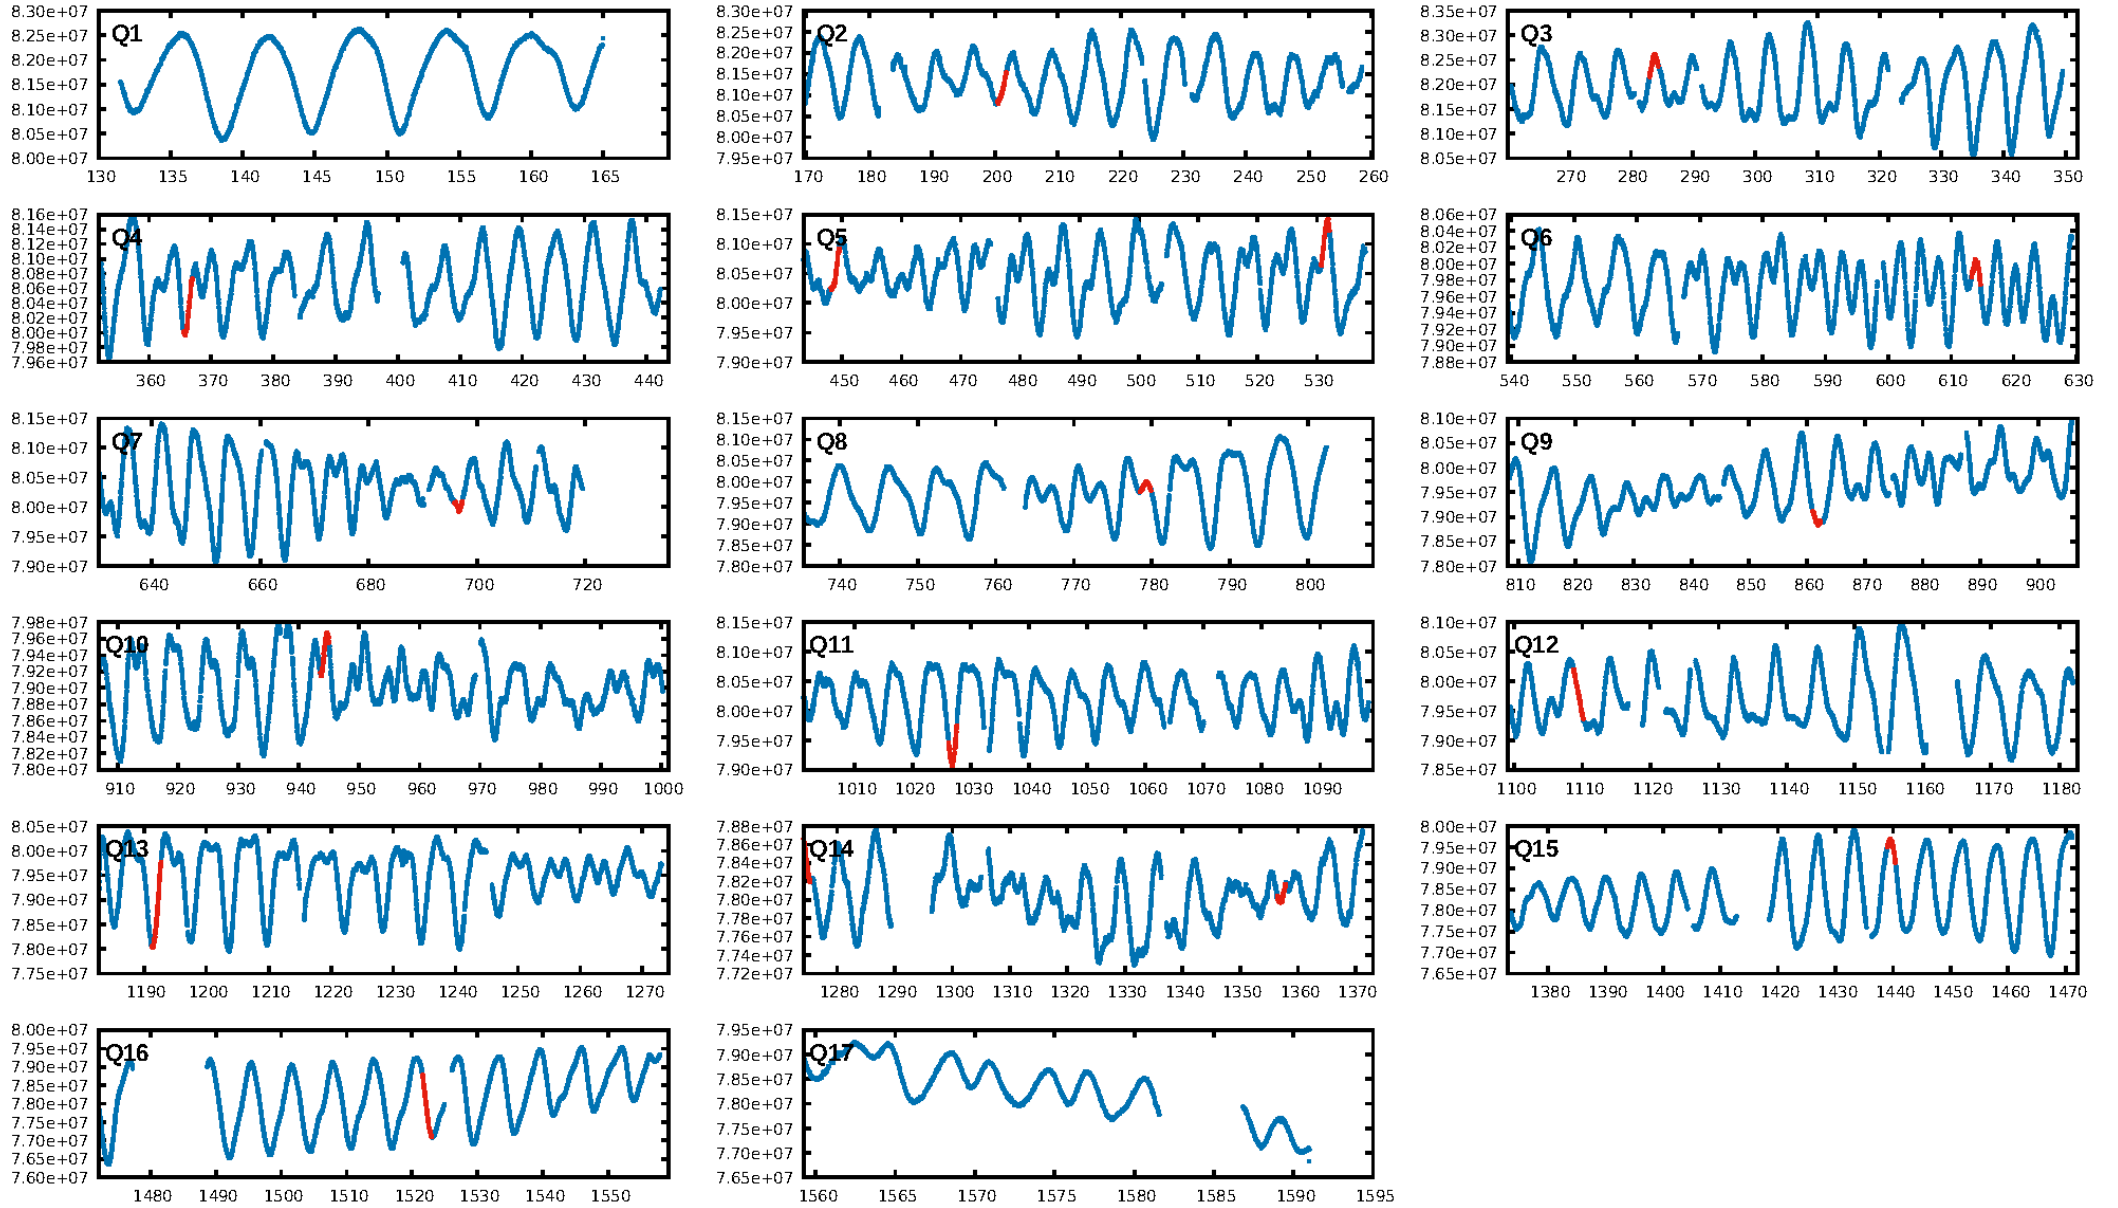 8.30e+07 8.25e+07 8.20e+07 8.15e+07 8.10e+07 8.05e+07 8.00e+07
Q1
130 135 140 145 150 155 160 165
8.30e+07 8.25e+07 8.20e+07 8.15e+07 8.10e+07 8.05e+07 8.00e+07 7.95e+07
Q2
170 180 190 200 210 220 230 240 250 260
8.35e+07 8.30e+07 8.25e+07 8.20e+07 8.15e+07 8.10e+07 8.05e+07
Q3
270 280 290 300 310 320 330 340 350
8.16e+07 8.14e+07 8.12e+07 8.10e+07 8.08e+07 8.06e+07 8.04e+07 8.02e+07 8.00e+07 7.98e+07 7.96e+07
Q4
360 370 380 390 400 410 420 430 440
8.15e+07 8.10e+07 8.05e+07 8.00e+07 7.95e+07 7.90e+07
Q5
450 460 470 480 490 500 510 520 530
8.06e+07 8.04e+07 8.02e+07 8.00e+07 7.98e+07 7.96e+07 7.94e+07 7.92e+07 7.90e+07 7.88e+07
Q6
540 550 560 570 580 590 600 610 620 630
8.15e+07 8.10e+07 8.05e+07 8.00e+07 7.95e+07 7.90e+07
Q7
640 660 680 700 720
8.15e+07 8.10e+07 8.05e+07 8.00e+07 7.95e+07 7.90e+07 7.85e+07 7.80e+07
Q8
740 750 760 770 780 790 800
8.10e+07 8.05e+07 8.00e+07 7.95e+07 7.90e+07 7.85e+07 7.80e+07
Q9
810 820 830 840 850 860 870 880 890 900
7.98e+07 7.96e+07 7.94e+07 7.92e+07 7.90e+07 7.88e+07 7.86e+07 7.84e+07 7.82e+07 7.80e+07
Q10
910 920 930 940 950 960 970 980 990 1000
8.15e+07 8.10e+07 8.05e+07 8.00e+07 7.95e+07 7.90e+07
Q11
1010 1020 1030 1040 1050 1060 1070 1080 1090
8.10e+07 8.05e+07 8.00e+07 7.95e+07 7.90e+07 7.85e+07
Q12
1100 1110 1120 1130 1140 1150 1160 1170 1180
8.05e+07 8.00e+07 7.95e+07 7.90e+07 7.85e+07 7.80e+07 7.75e+07
Q13
1190 1200 1210 1220 1230 1240 1250 1260 1270
7.88e+07 7.86e+07 7.84e+07 7.82e+07 7.80e+07 7.78e+07 7.76e+07 7.74e+07 7.72e+07
Q14
1280 1290 1300 1310 1320 1330 1340 1350 1360 1370
8.00e+07 7.95e+07 7.90e+07 7.85e+07 7.80e+07 7.75e+07 7.70e+07 7.65e+07
Q15
1380 1390 1400 1410 1420 1430 1440 1450 1460 1470
8.00e+07 7.95e+07 7.90e+07 7.85e+07 7.80e+07 7.75e+07 7.70e+07 7.65e+07 7.60e+07
Q16
1480 1490 1500 1510 1520 1530 1540 1550
7.95e+07 7.90e+07 7.85e+07 7.80e+07 7.75e+07 7.70e+07 7.65e+07
Q17
1560 1565 1570 1575 1580 1585 1590 1595